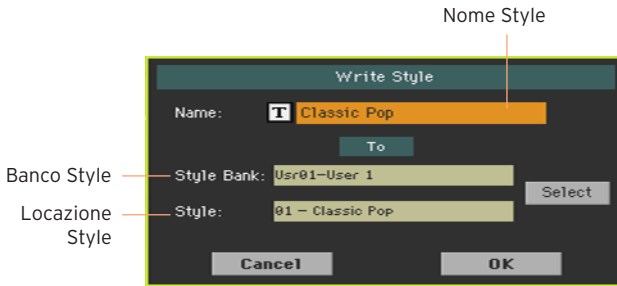 Nome Style
Write Style
Name: T Classic Pop
To
Banco Style
Style Bank: Usr01-User 1
Select
Locazione
Style
Style: 01 - Classic Pop
Cancel OK